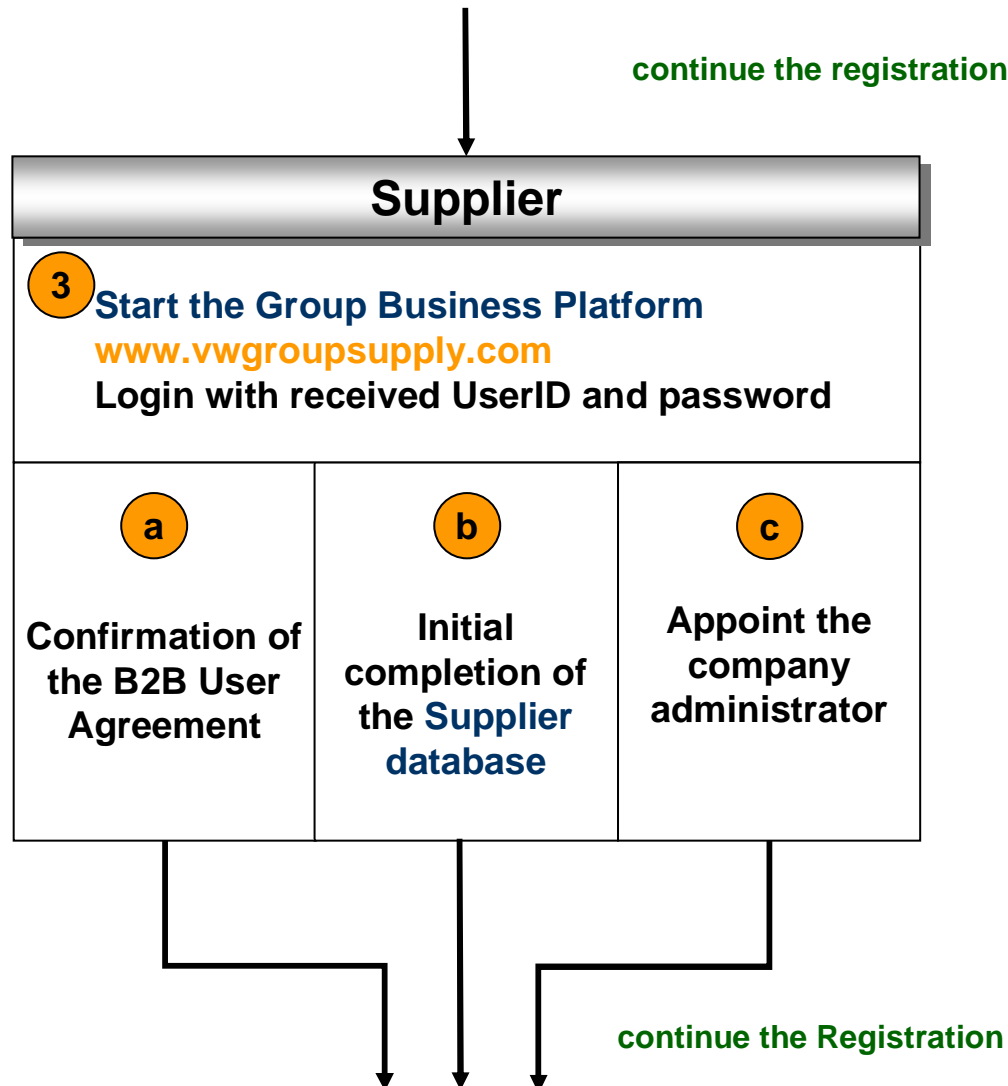 continue the registration
Supplier
3
Start the Group Business Platform
www.vwgroupsupply.com
Login with received UserID and password
a
Confirmation of
the B2B User
Agreement
b
Initial
completion of
the Supplier
database
c
Appoint the
company
administrator
continue the Registration